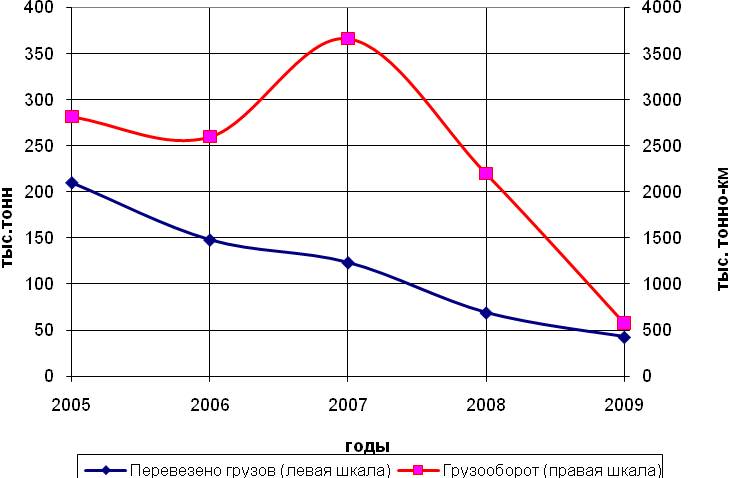 400 4000
350 3500
300 3000
250 2500
200 2000
150 1500
100 1000
50 500
0 0
тыс.тонн
тыс. тонно-км
2005 2006 2007 2008 2009
годы
Перевезено грузов (левая шкала) Грузооборот (правая шкала)